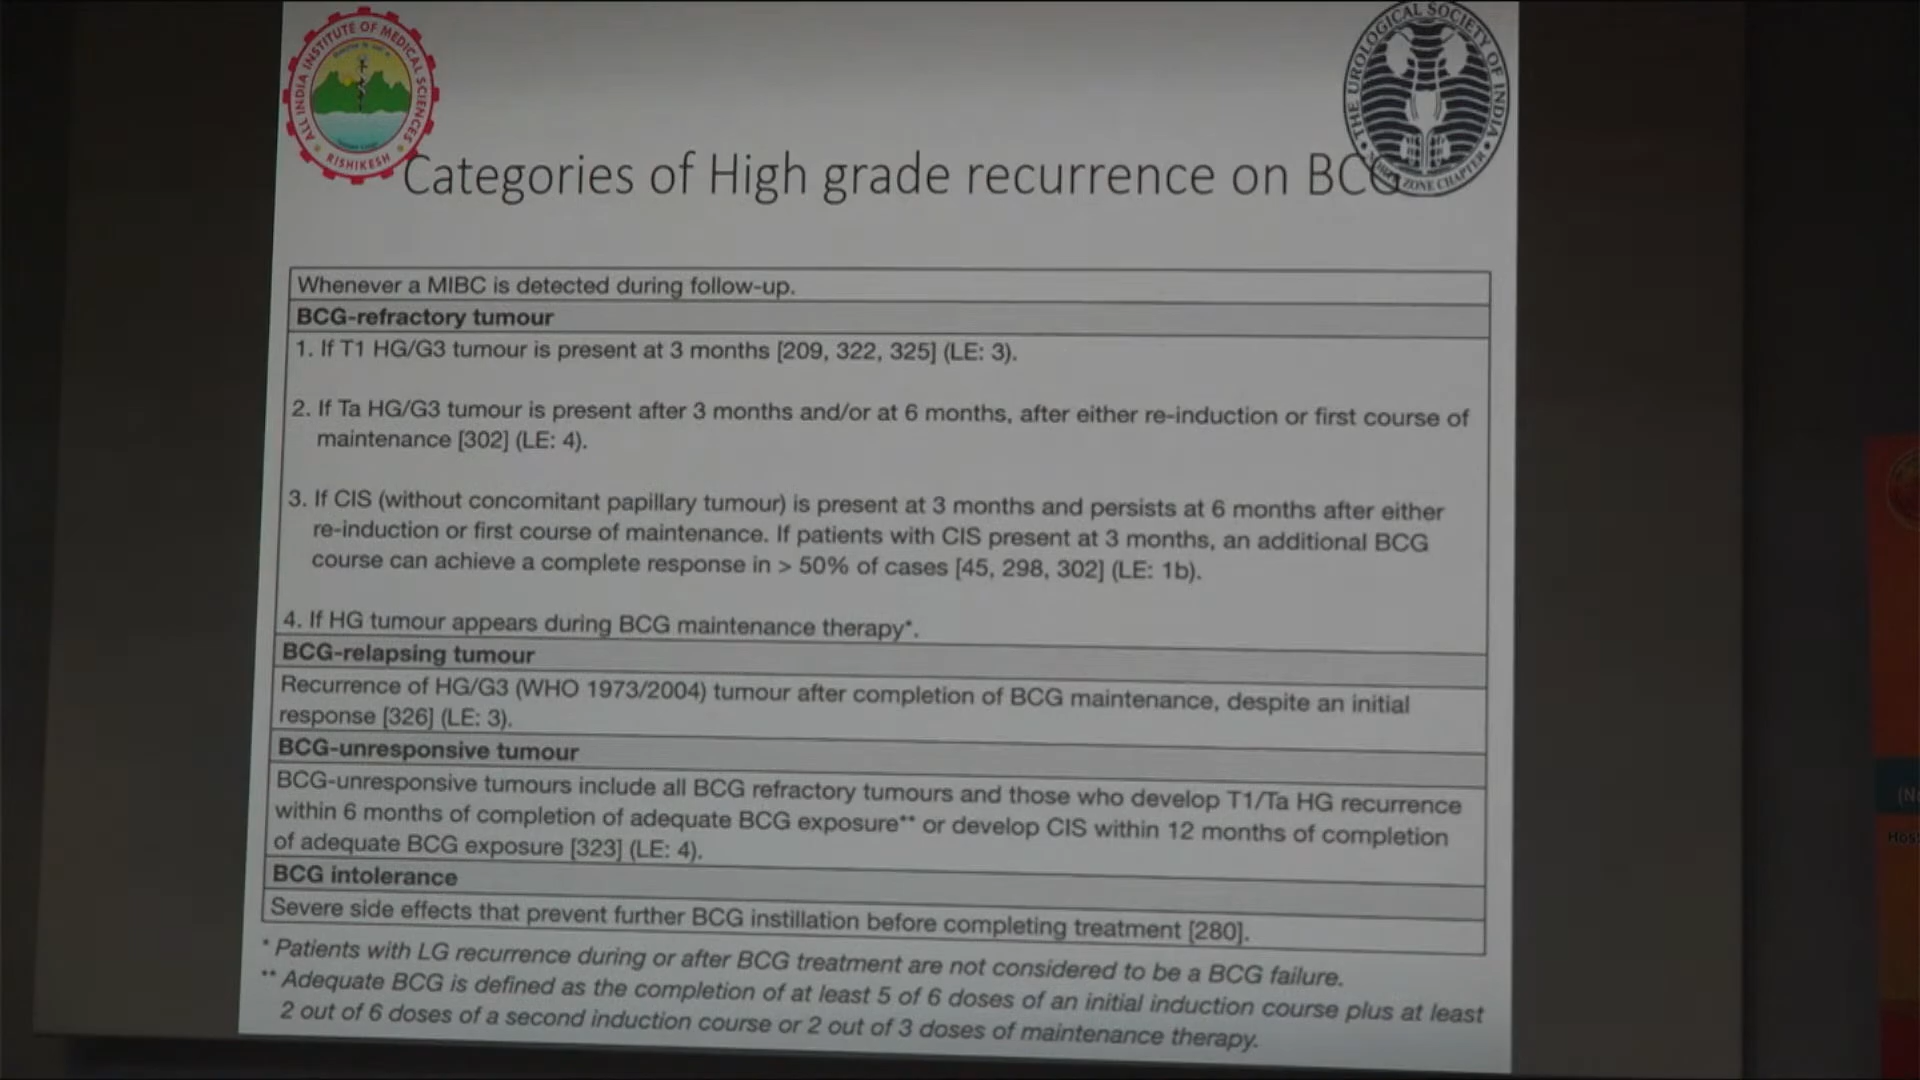 ALL INDIA INSTITUTE OF MEDICAL SCIENCES
RISHIKESH
THE UROLOGICAL SOCIETY OF INDIA
ZONE CHAPTER
Categories of High grade recurrence on BCG
Whenever a MIBC is detected during follow-up.
BCG-refractory tumour
1. If T1 HG/G3 tumour is present at 3 months [209, 322, 325] (LE: 3).
2. If Ta HG/G3 tumour is present after 3 months and/or at 6 months, after either re-induction or first course of
maintenance [302] (LE: 4).
3. If CIS (without concomitant papillary tumour) is present at 3 months and persists at 6 months after either
re-induction or first course of maintenance. If patients with CIS present at 3 months, an additional BCG
course can achieve a complete response in > 50% of cases [45, 298, 302] (LE: 1b).
4. If HG tumour appears during BCG maintenance therapy*.
BCG-relapsing tumour
Recurrence of HG/G3 (WHO 1973/2004) tumour after completion of BCG maintenance, despite an initial
response [326] (LE: 3).
BCG-unresponsive tumour
BCG-unresponsive tumours include all BCG refractory tumours and those who develop T1/Ta HG recurrence
within 6 months of completion of adequate BCG exposure** or develop CIS within 12 months of completion
of adequate BCG exposure [323] (LE: 4).
BCG intolerance
Severe side effects that prevent further BCG instillation before completing treatment [280].
* Patients with LG recurrence during or after BCG treatment are not considered to be a BCG failure.
** Adequate BCG is defined as the completion of at least 5 of 6 doses of an initial induction course plus at least
2 out of 6 doses of a second induction course or 2 out of 3 doses of maintenance therapy.